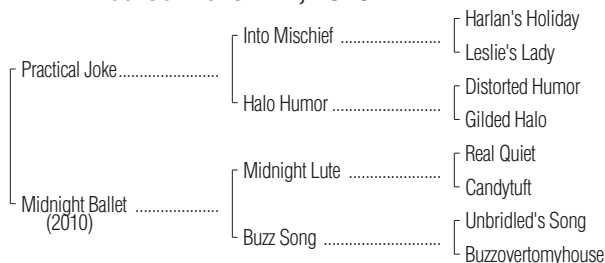 Harlan's Holiday
Into Mischief ......................
Leslie's Lady
Practical Joke......................
Distorted Humor
Halo Humor ........................
Gilded Halo
Real Quiet
Midnight Lute ......................
Candytuft
Midnight Ballet ..................
(2010)
Unbridled's Song
Buzz Song ..........................
Buzzovertomyhouse